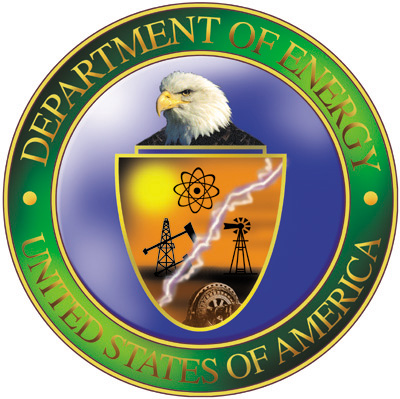 DEPARTMENT OF ENERGY
UNITED STATES OF AMERICA